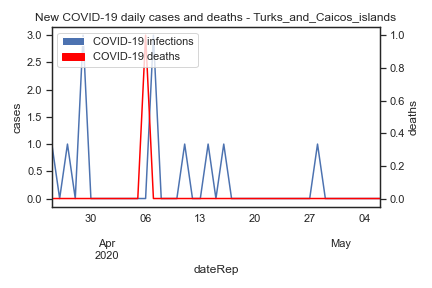 New COVID-19 daily cases and deaths - Turks_and_Caicos_islands
COVID-19 infections
COVID-19 deaths
3.0
2.5
2.0
1.5
1.0
0.5
0.0
cases
1.0
0.8
0.6
0.4
0.2
0.0
deaths
30 06 13 20 27 04
Apr May
2020
dateRep